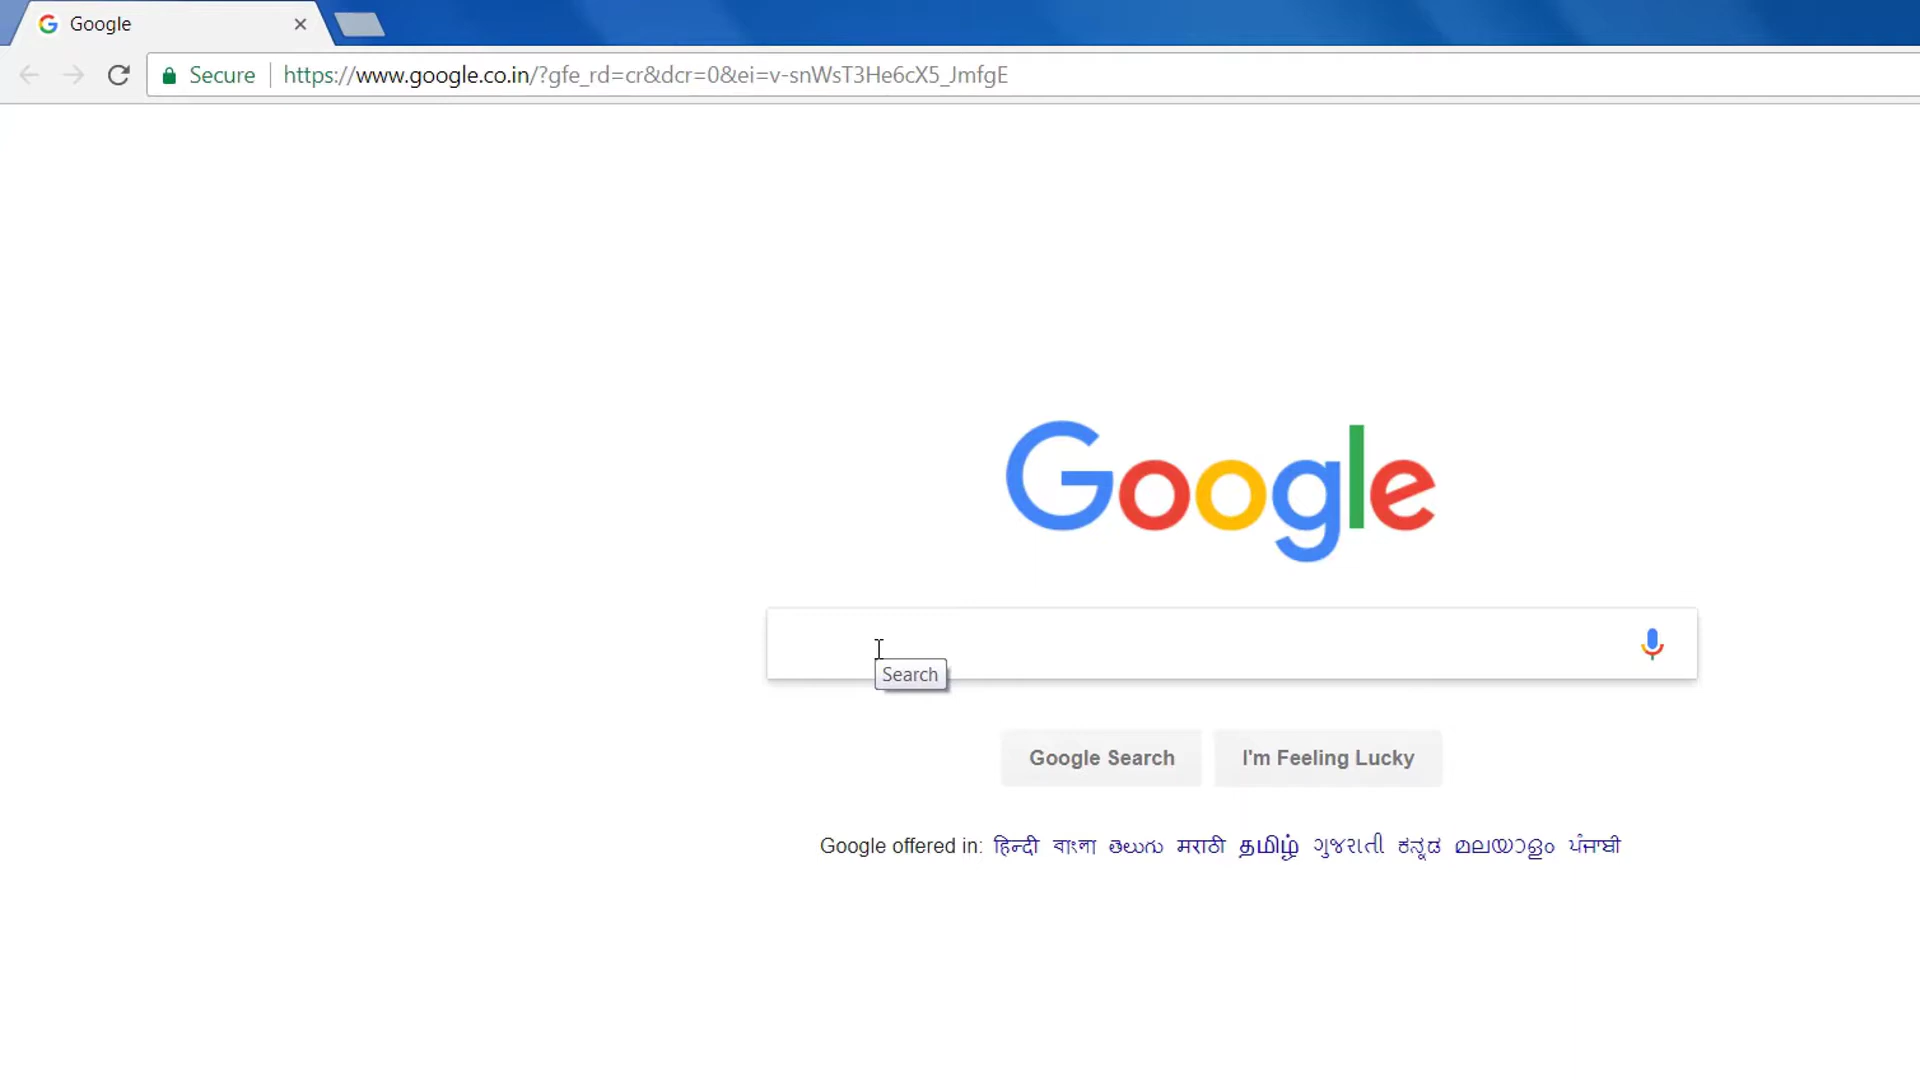 Google
Secure https://www.google.co.in/?gfe_rd=cr&dcr=0&ei=v-snWsT3He6cX5_JmfgE
Google
Search
Google Search I'm Feeling Lucky
Google offered in: हिन्दी বাংলা తెలుగు मराठी தமிழ் ગુજરાતી ಕನ್ನಡ മലയാളം ਪੰਜਾਬੀ